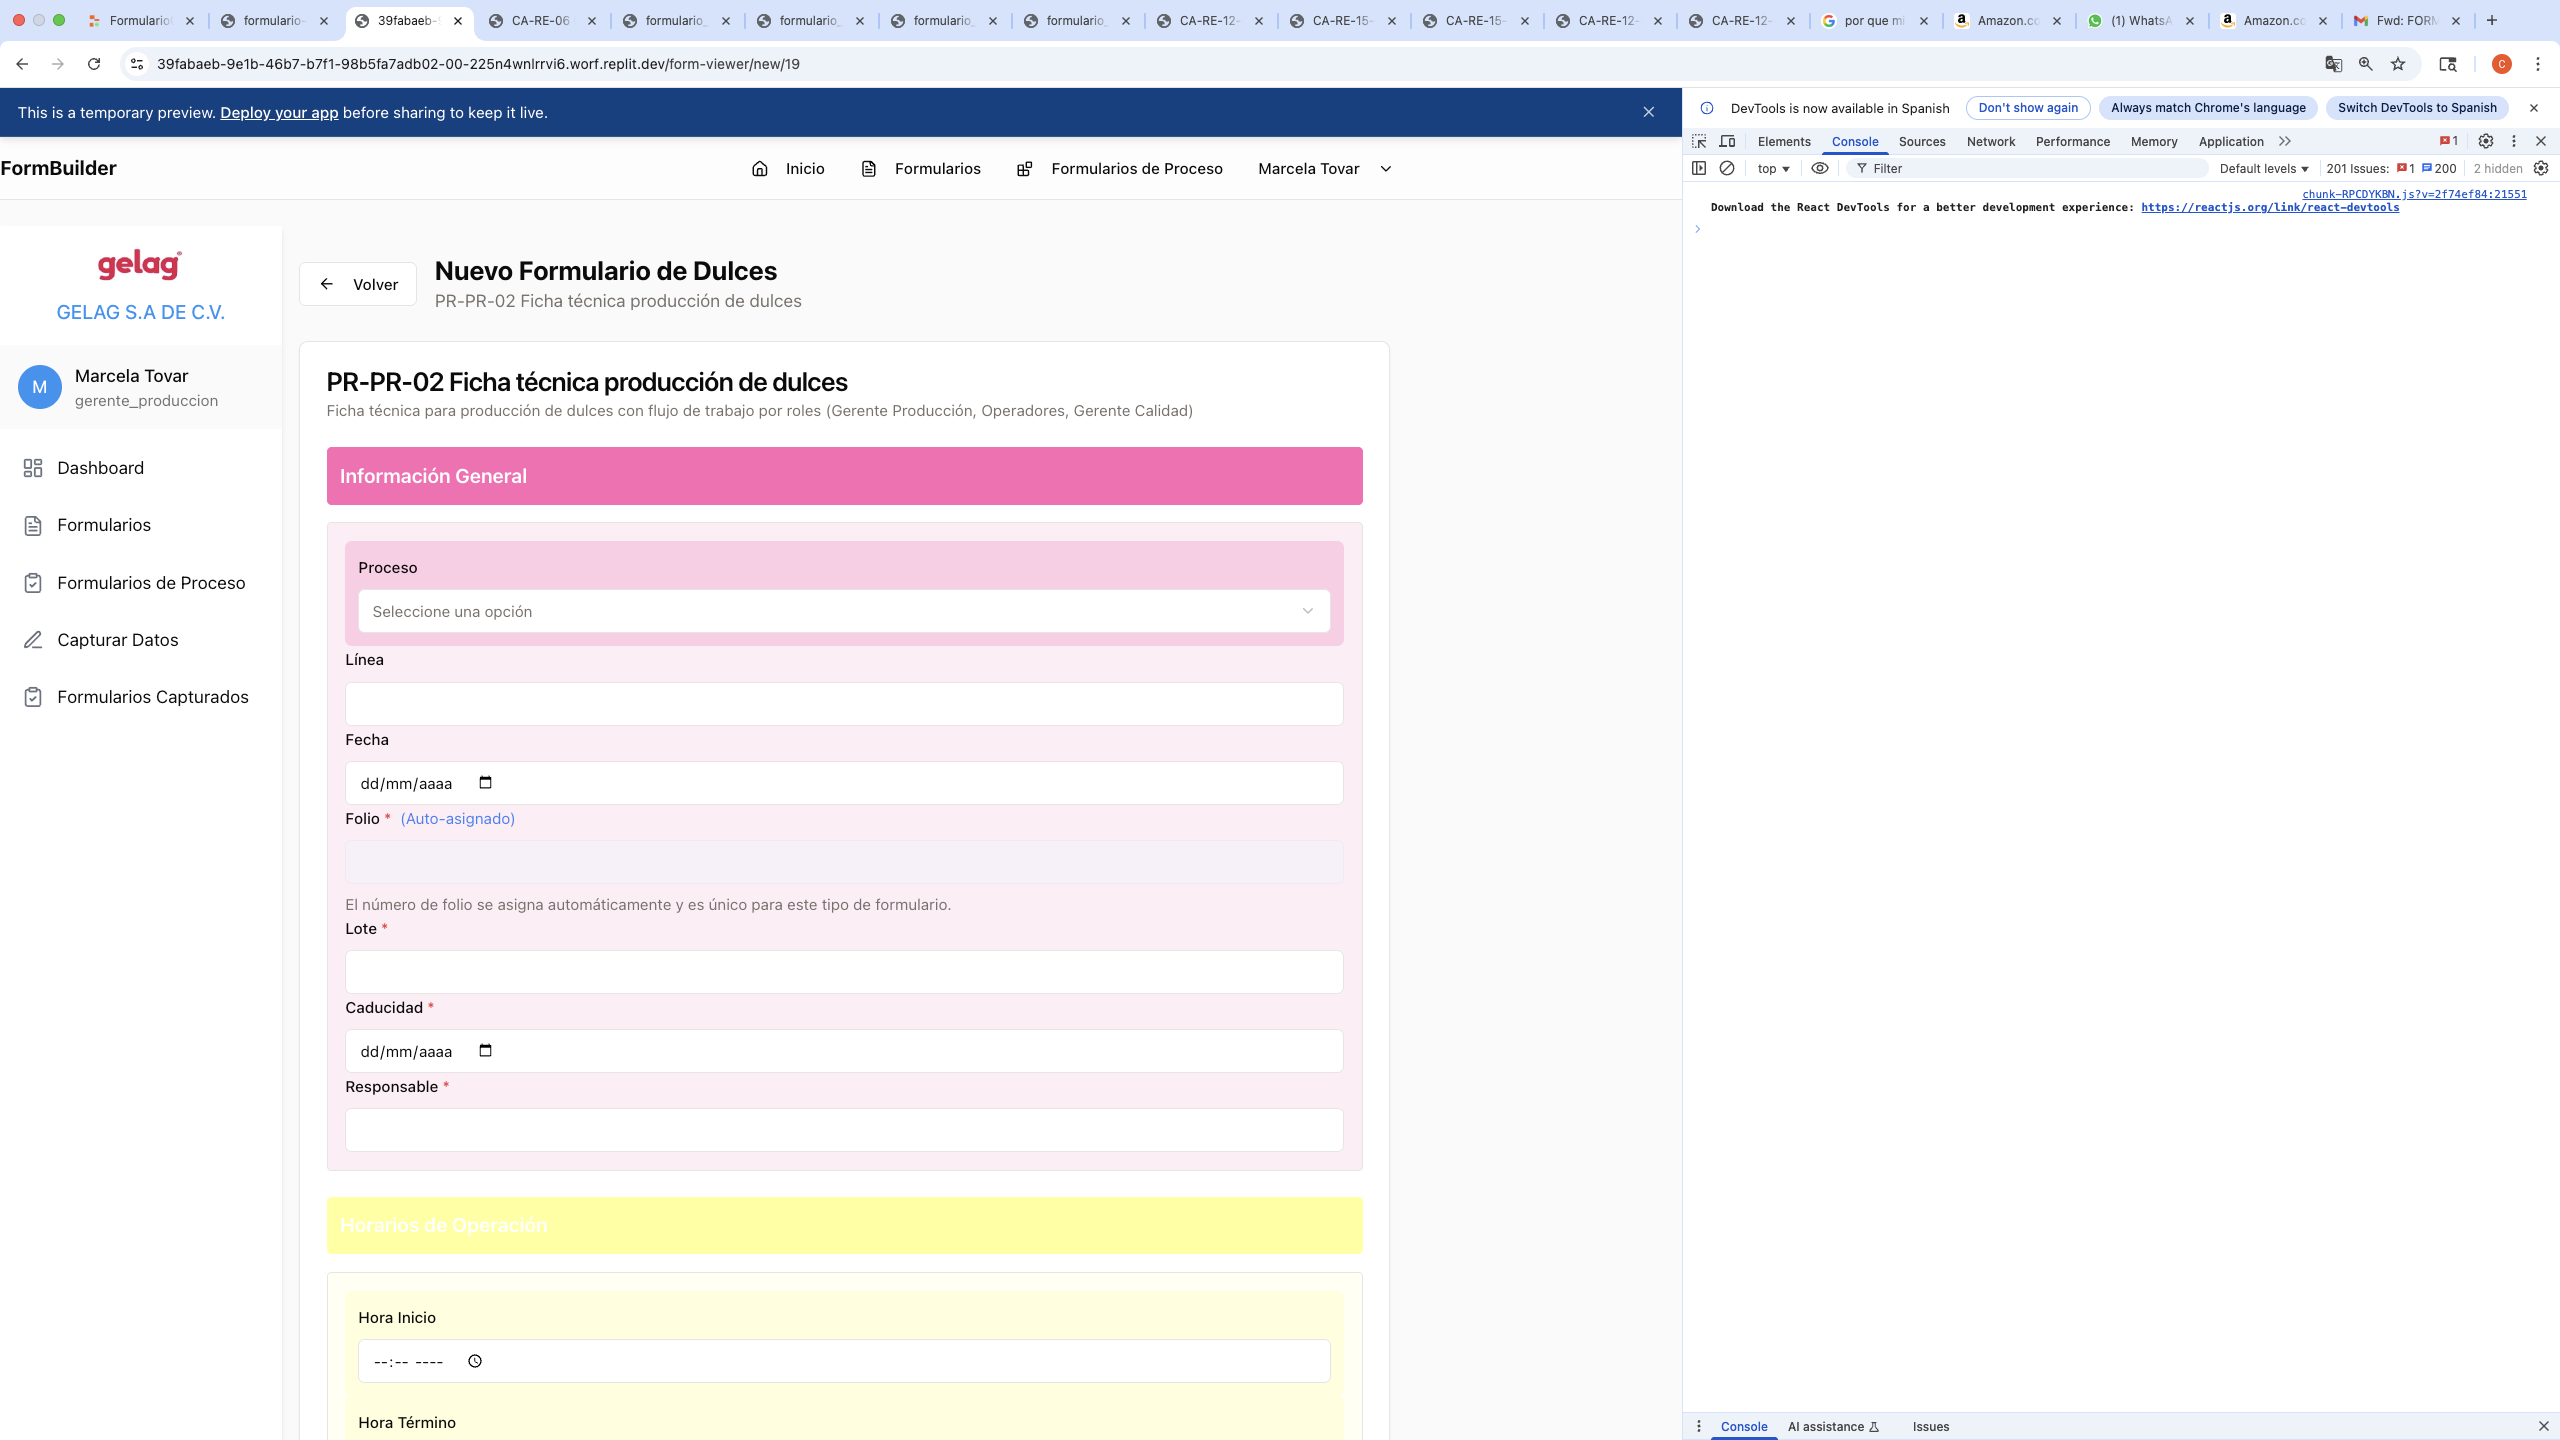 Formulario
formulario-
39fabaeb-9
CA-RE-06
formulario_
formulario_
formulario_
formulario_
CA-RE-12-
CA-RE-15-
CA-RE-15-
CA-RE-12-
CA-RE-12-
por que mi
Amazon.co
(1) WhatsA
Amazon.co
Fwd: FORM
39fabaeb-9e1b-46b7-b7f1-98b5fa7adb02-00-225n4wnlrrvi6.worf.replit.dev/form-viewer/new/19
C
This is a temporary preview. Deploy your app before sharing to keep it live.
FormBuilder
Inicio
Formularios
Formularios de Proceso
Marcela Tovar
gelag
GELAG S.A DE C.V.
M
Marcela Tovar
gerente_produccion
Dashboard
Formularios
Formularios de Proceso
Capturar Datos
Formularios Capturados
Volver
Nuevo Formulario de Dulces
PR-PR-02 Ficha técnica producción de dulces
PR-PR-02 Ficha técnica producción de dulces
Ficha técnica para producción de dulces con flujo de trabajo por roles (Gerente Producción, Operadores, Gerente Calidad)
Información General
Proceso
Seleccione una opción
Línea
Fecha
dd/mm/aaaa
Folio * (Auto-asignado)
El número de folio se asigna automáticamente y es único para este tipo de formulario.
Lote *
Caducidad *
dd/mm/aaaa
Responsable *
Horarios de Operación
Hora Inicio
--:-- ----
Hora Término
DevTools is now available in Spanish
Don't show again
Always match Chrome's language
Switch DevTools to Spanish
Elements
Console
Sources
Network
Performance
Memory
Application
1
top
Filter
Default levels
201 Issues: 1 200
2 hidden
chunk-RPCDYKBN.js?v=2f74ef84:21551
Download the React DevTools for a better development experience: https://reactjs.org/link/react-devtools
Console
AI assistance
Issues